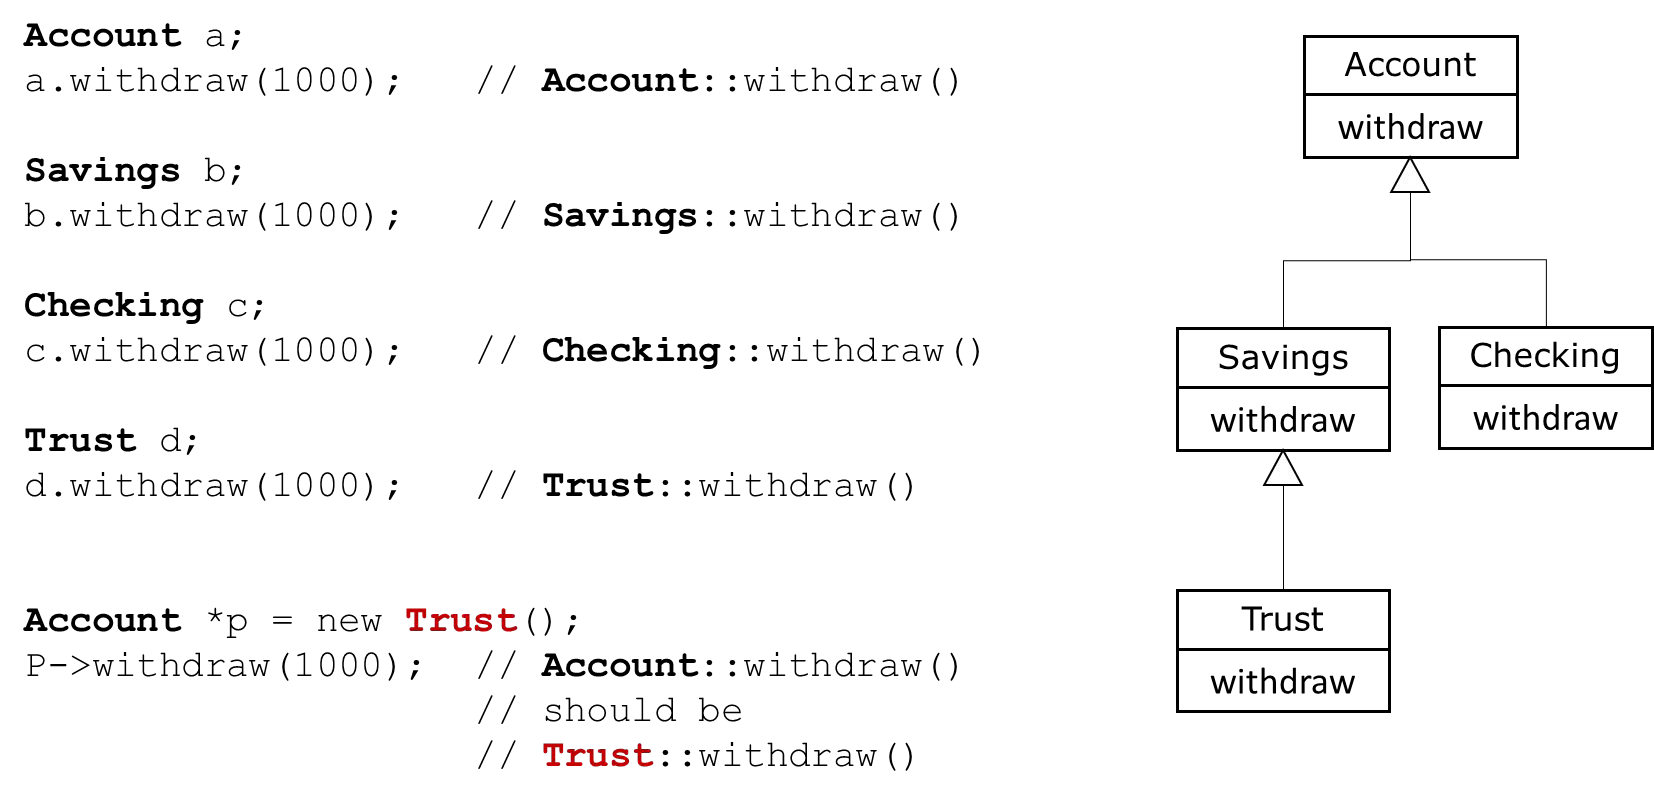 Account a;
a.withdraw(1000);   // Account::withdraw()
Savings b;
b.withdraw(1000);   // Savings::withdraw()
Checking c;
c.withdraw(1000);   // Checking::withdraw()
Trust d;
d.withdraw(1000);   // Trust::withdraw()
Account *p = new Trust();
P->withdraw(1000);  // Account::withdraw()
// should be
// Trust::withdraw()
Account
withdraw
Savings
withdraw
Checking
withdraw
Trust
withdraw